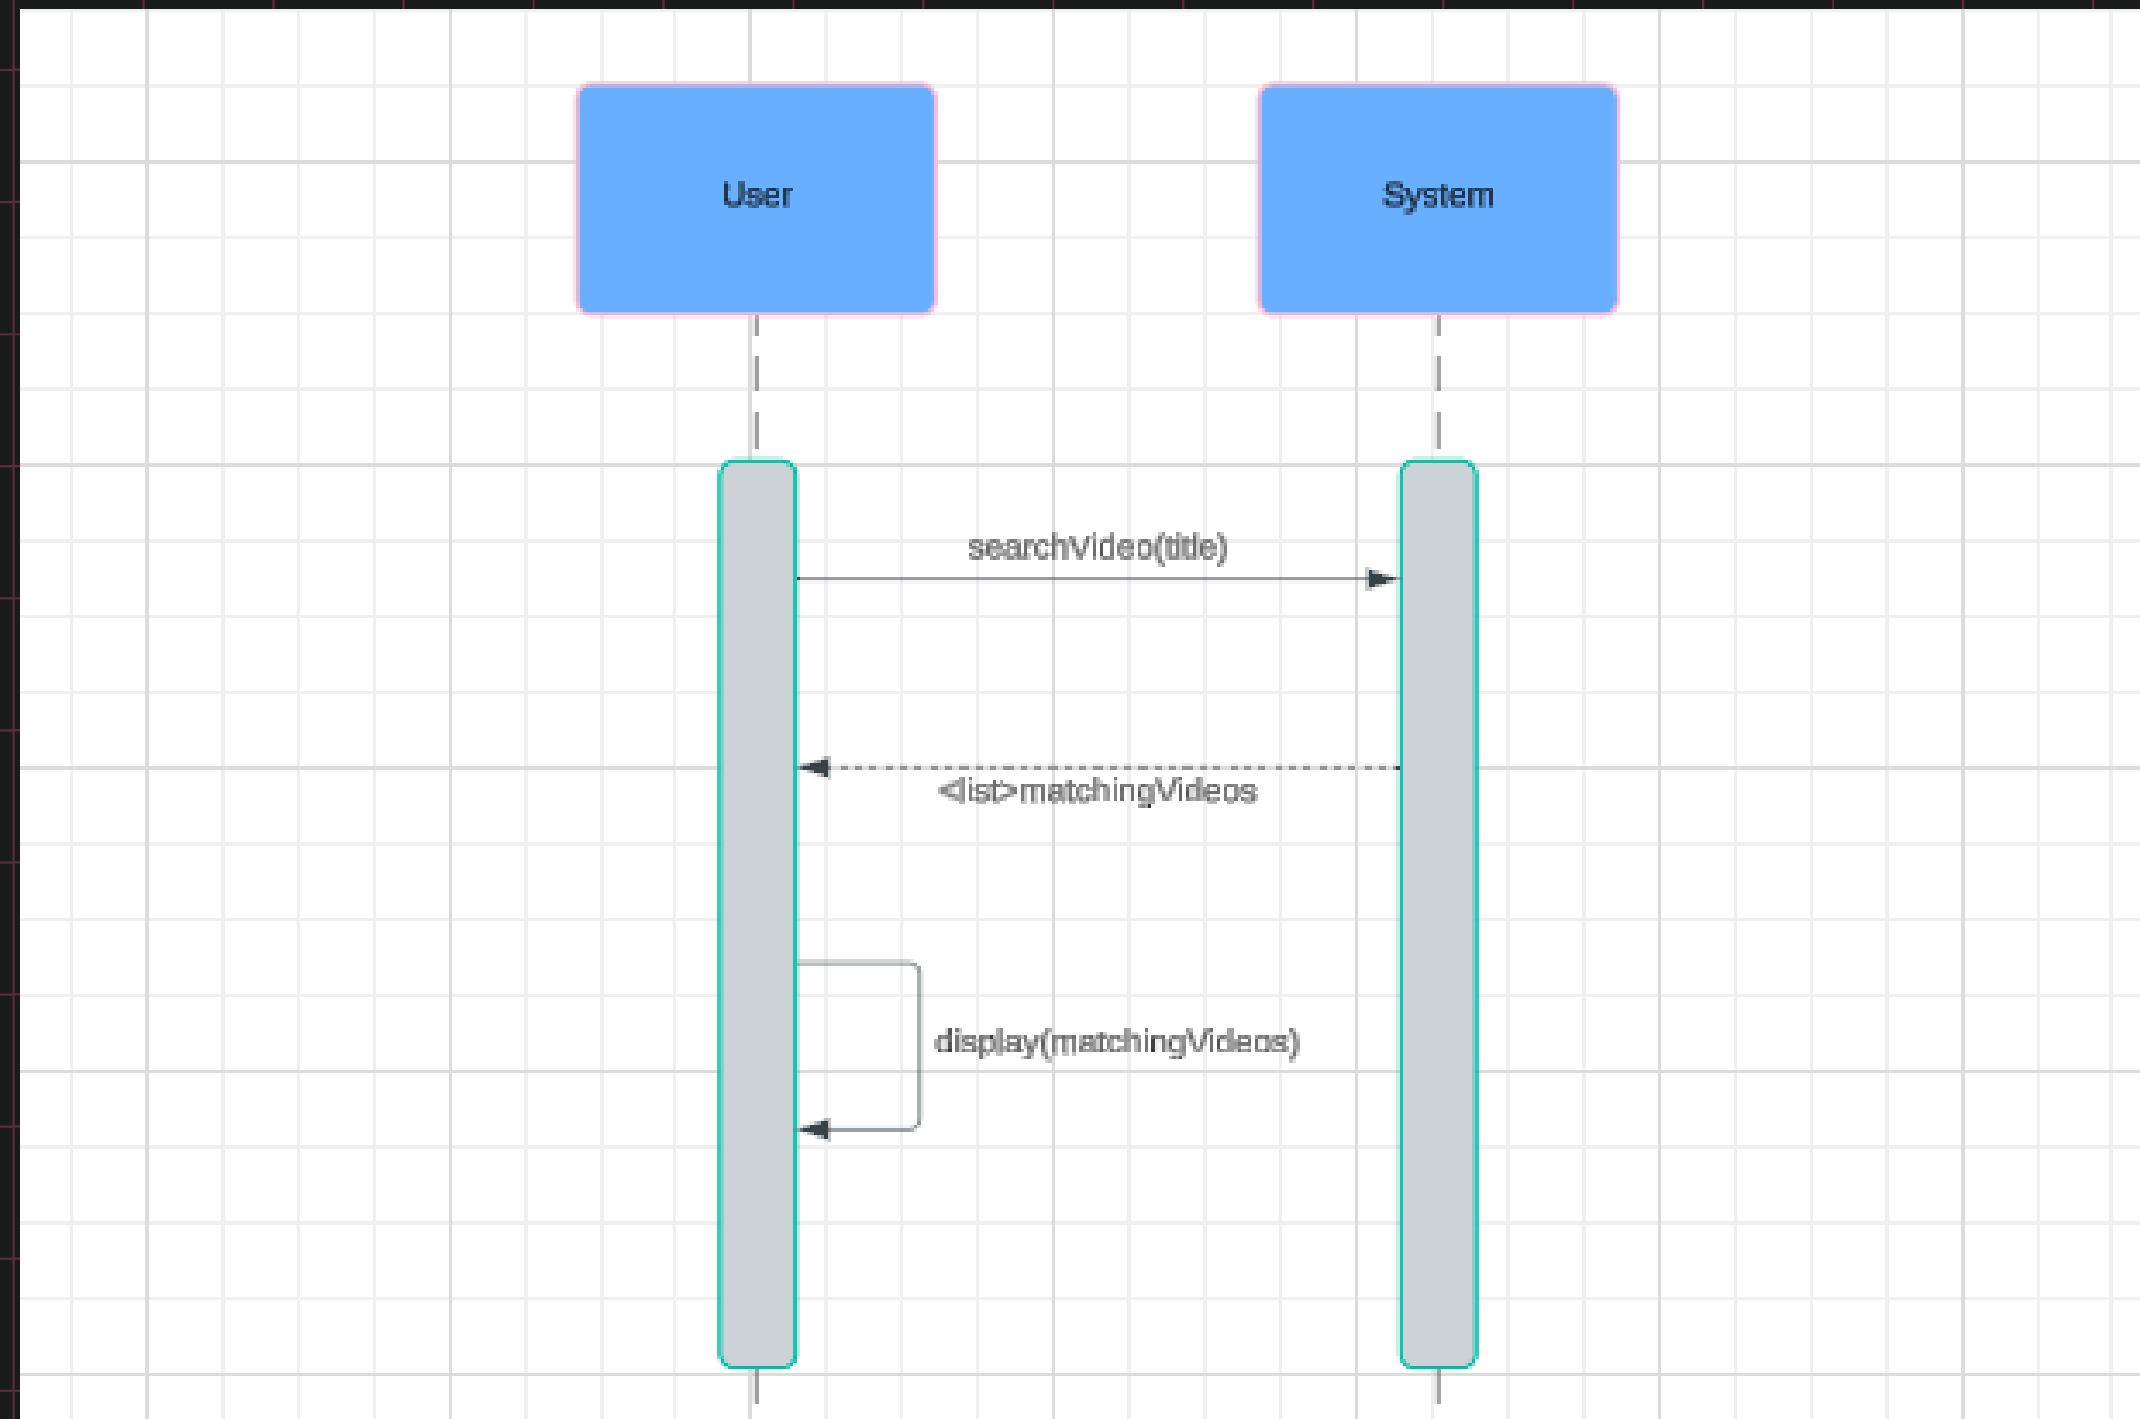 User
System
searchVideo(title)
<list>matchingVideos
display(matchingVideos)